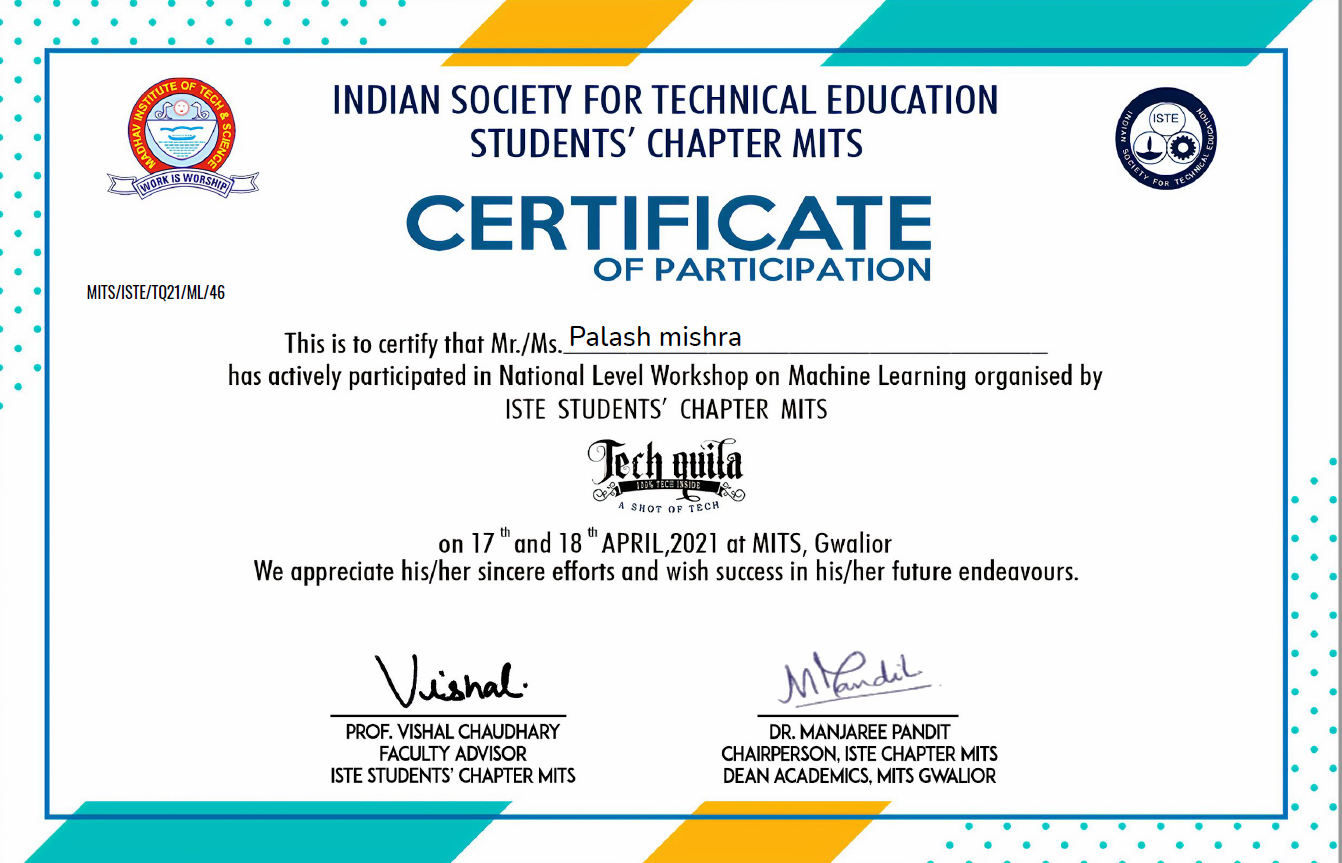 MADHAV INSTITUTE OF TECH & SCIENCE
WORK IS WORSHIP
INDIAN SOCIETY FOR TECHNICAL EDUCATION
STUDENTS’ CHAPTER MITS
ISTE
INDIAN SOCIETY FOR TECHNICAL EDUCATION
CERTIFICATE
OF PARTICIPATION
MITS/ISTE/TQ21/ML/46
This is to certify that Mr./Ms. Palash mishra
has actively participated in National Level Workshop on Machine Learning organised by
ISTE STUDENTS’ CHAPTER MITS
Tech quila
100% TECH INSIDE
A SHOT OF TECH
on 17 th and 18 th APRIL,2021 at MITS, Gwalior
We appreciate his/her sincere efforts and wish success in his/her future endeavours.
Vishal.
MPandit
PROF. VISHAL CHAUDHARY
FACULTY ADVISOR
ISTE STUDENTS’ CHAPTER MITS
DR. MANJAREE PANDIT
CHAIRPERSON, ISTE CHAPTER MITS
DEAN ACADEMICS, MITS GWALIOR